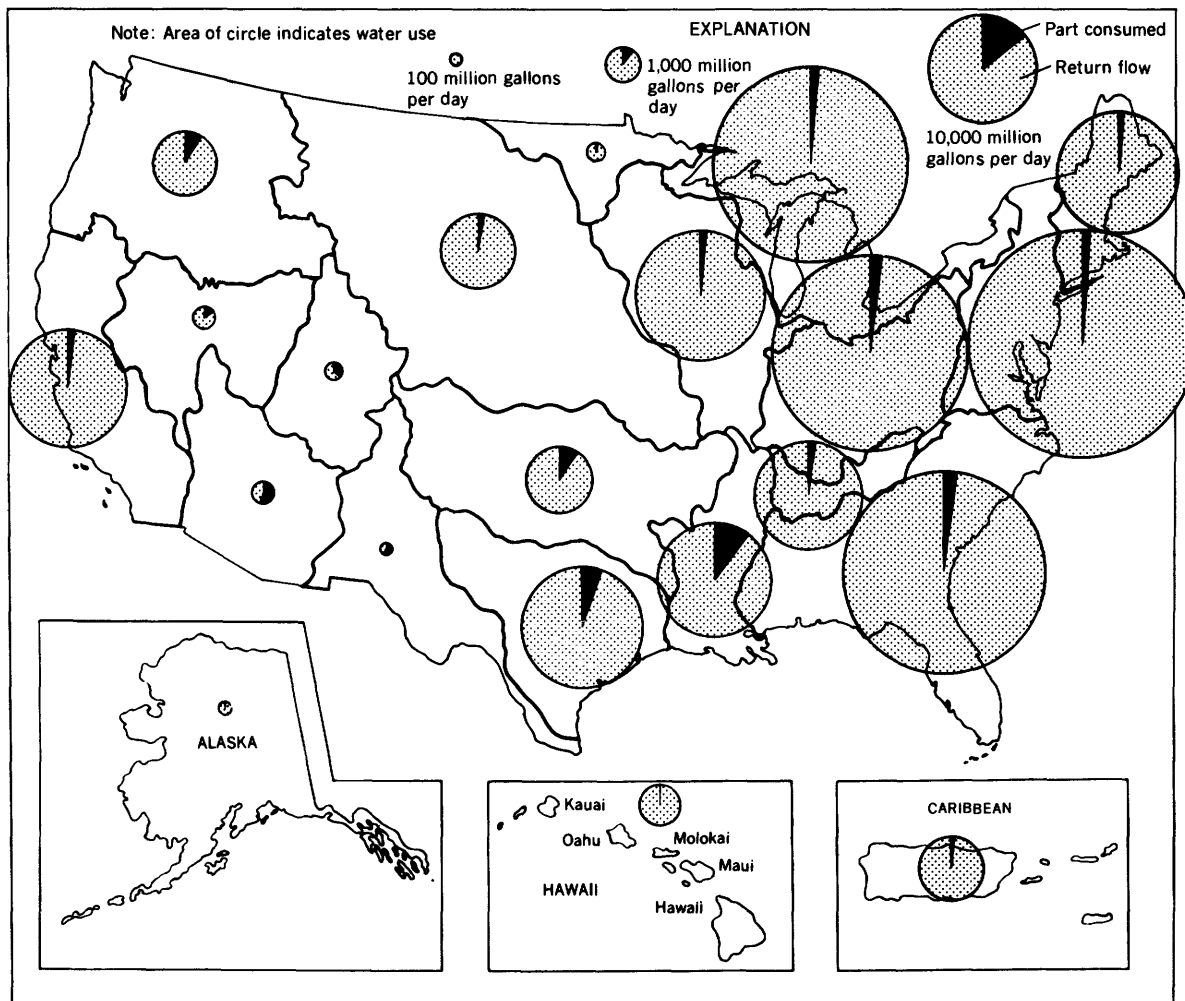 Note: Area of circle indicates water use
EXPLANATION
100 million gallons
per day
1,000 million
gallons per
day
Part consumed
Return flow
10,000 million
gallons per day
ALASKA
Kauai
Oahu
Molokai
Maui
HAWAII
Hawaii
CARIBBEAN